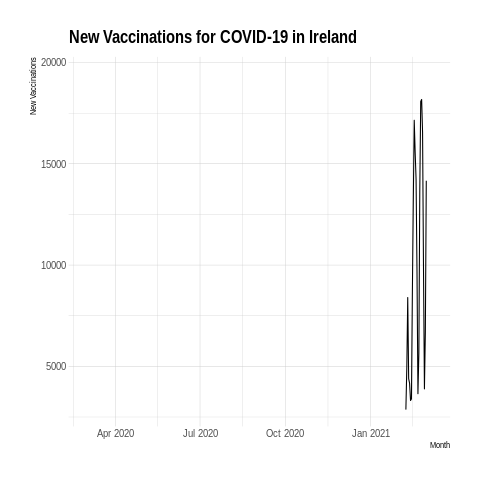 New Vaccinations for COVID-19 in Ireland
New Vaccinations
20000
15000
10000
5000
Apr 2020 Jul 2020 Oct 2020 Jan 2021
Month